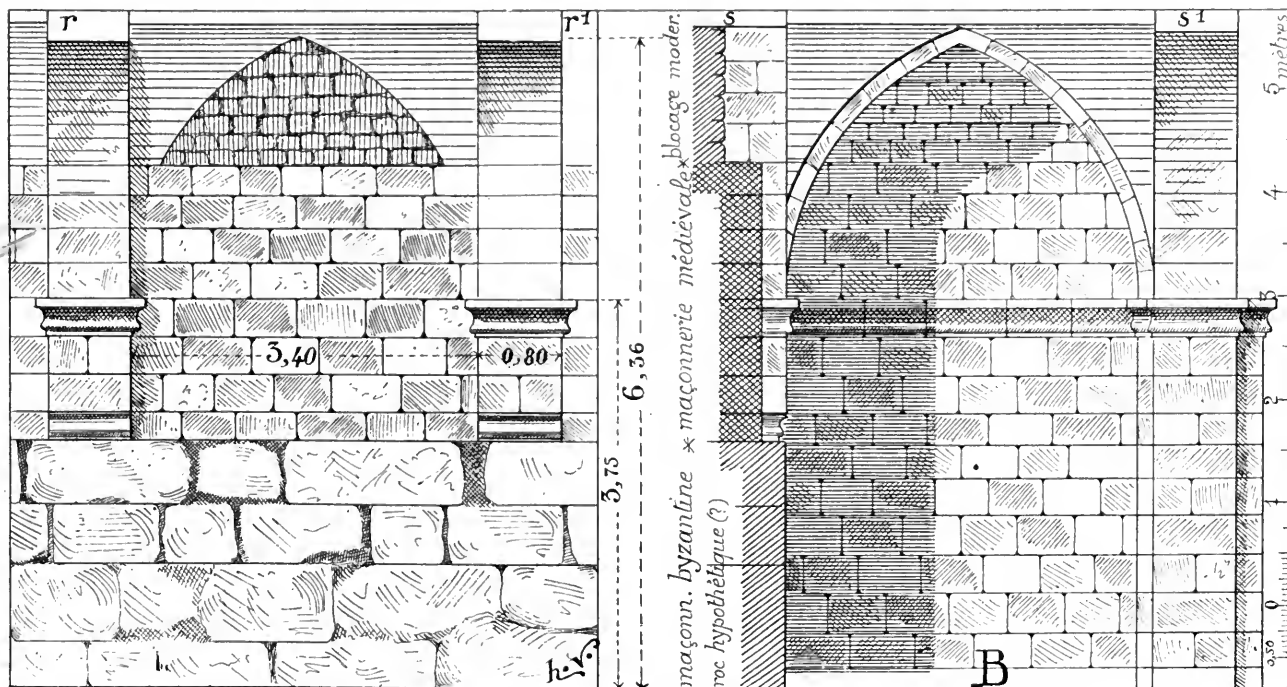 r
r¹
3,40
0,80
h.v.
6,36
3,75
maçonn. byzantine * maçonnerie médiévale * blocage moder.
roc hypothétique (?)
s
s¹
B
5 mètres
4
3
2
1
0
0,50